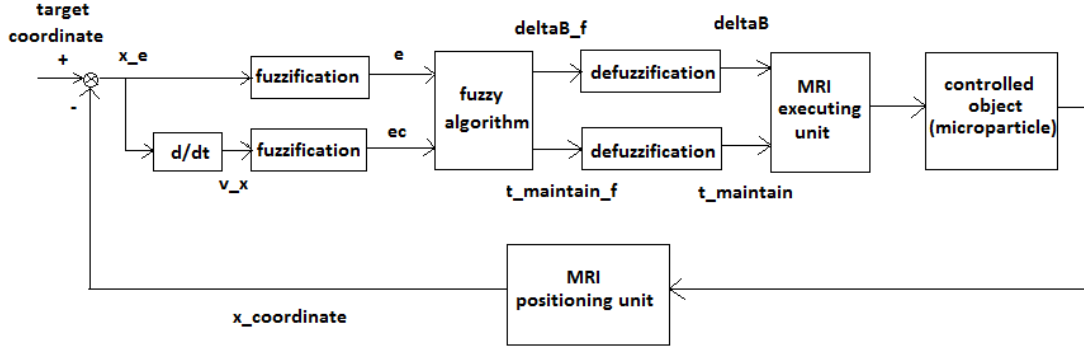 target
coordinate
+
-
x_e
d/dt
v_x
fuzzification
fuzzification
e
ec
fuzzy
algorithm
deltaB_f
t_maintain_f
defuzzification
defuzzification
deltaB
t_maintain
MRI
executing
unit
controlled
object
(microparticle)
MRI
positioning unit
x_coordinate